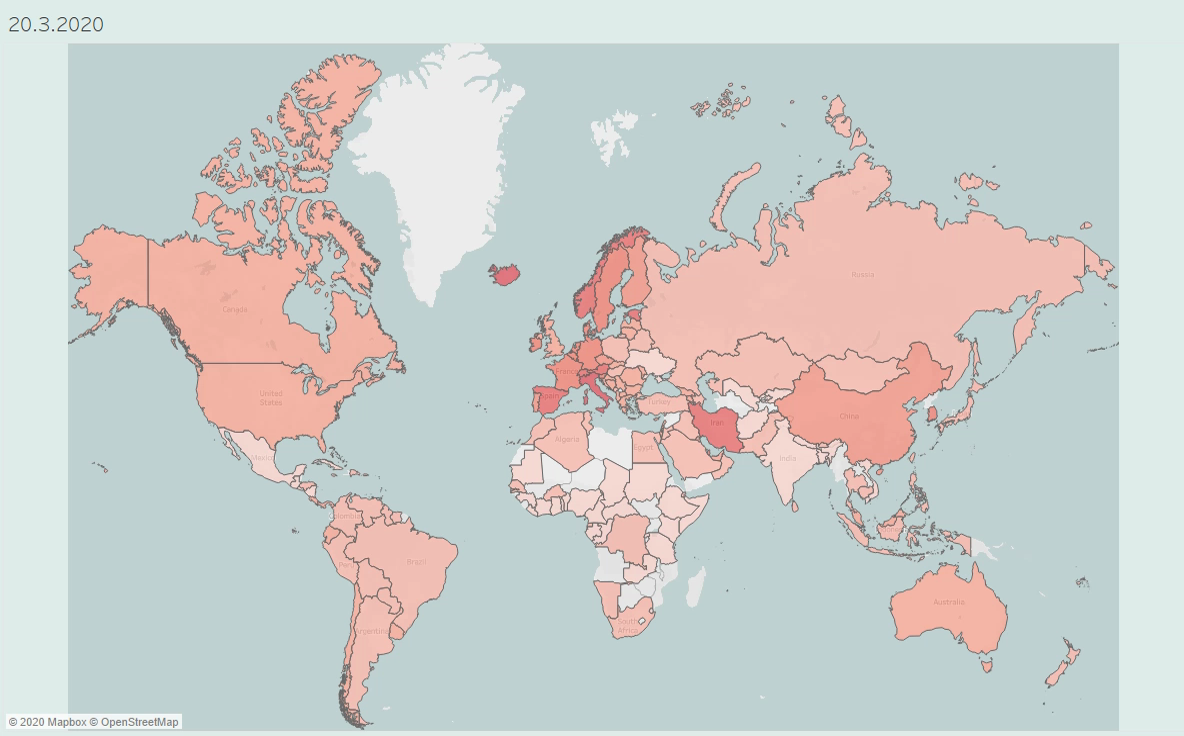 20.3.2020
Canada
United
States
Mexico
Colombia
Peru
Brazil
Argentina
Russia
France
Spain
Turkey
Iran
China
Algeria
Egypt
India
South
Africa
Australia
© 2020 Mapbox © OpenStreetMap